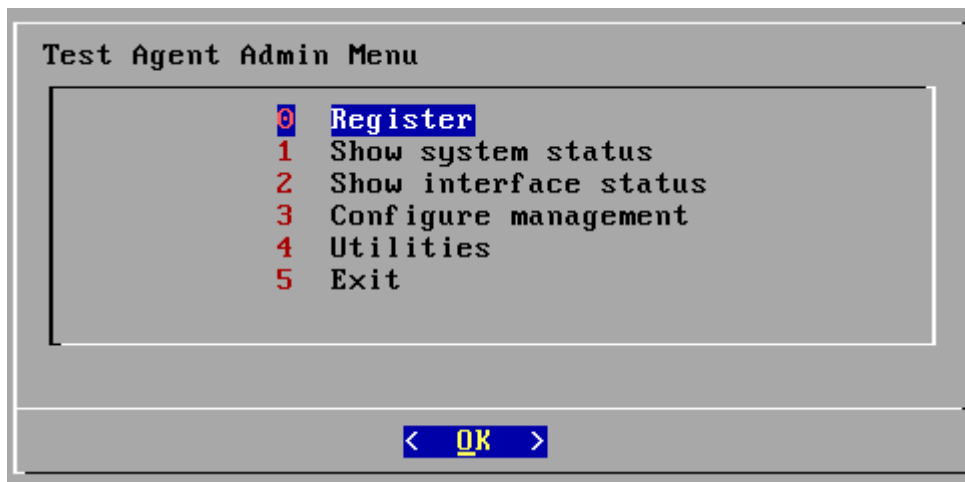 Test Agent Admin Menu
0 Register
1 Show system status
2 Show interface status
3 Configure management
4 Utilities
5 Exit
< OK >